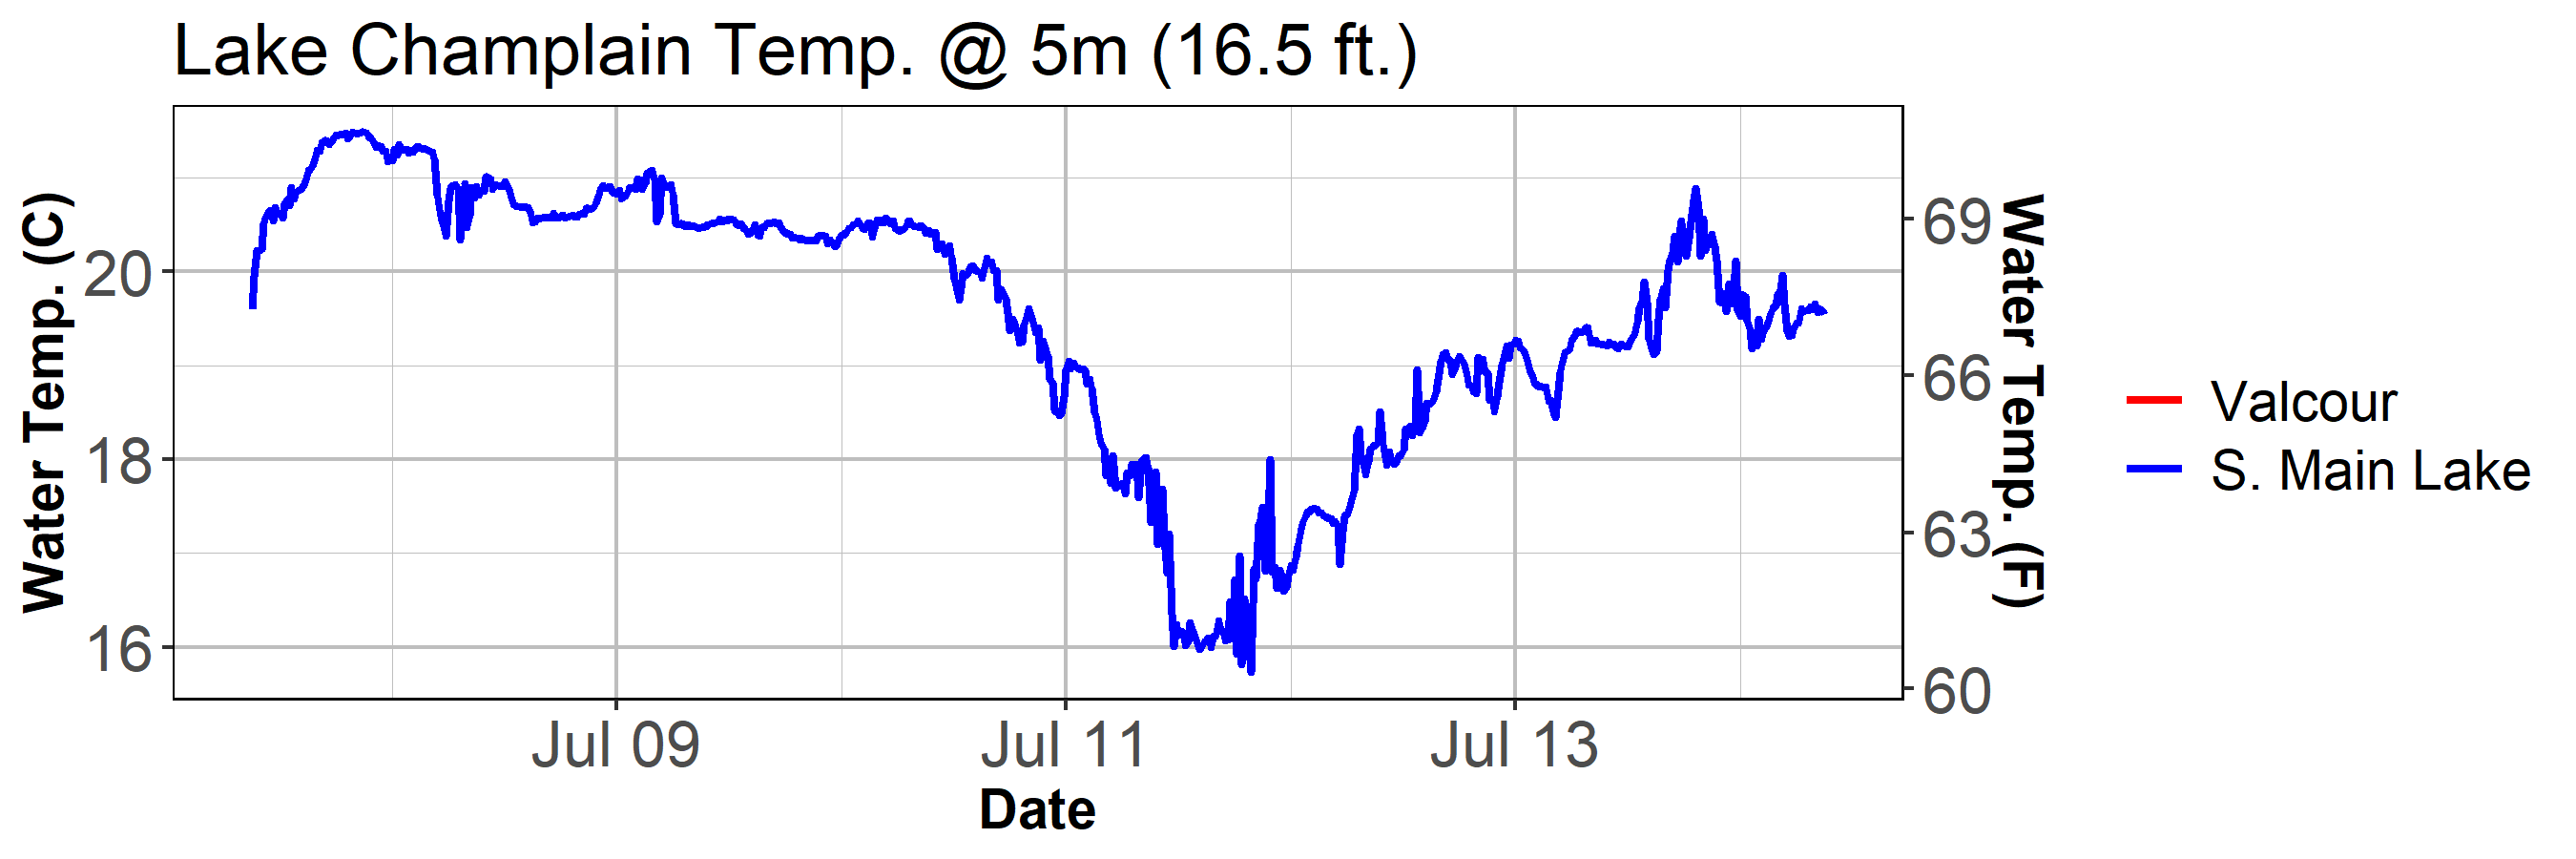 Lake Champlain Temp. @ 5m (16.5 ft.)
Water Temp. (C)
20
18
16
69
66
63
60
Water Temp. (F)
Jul 09
Jul 11
Jul 13
Date
Valcour
S. Main Lake